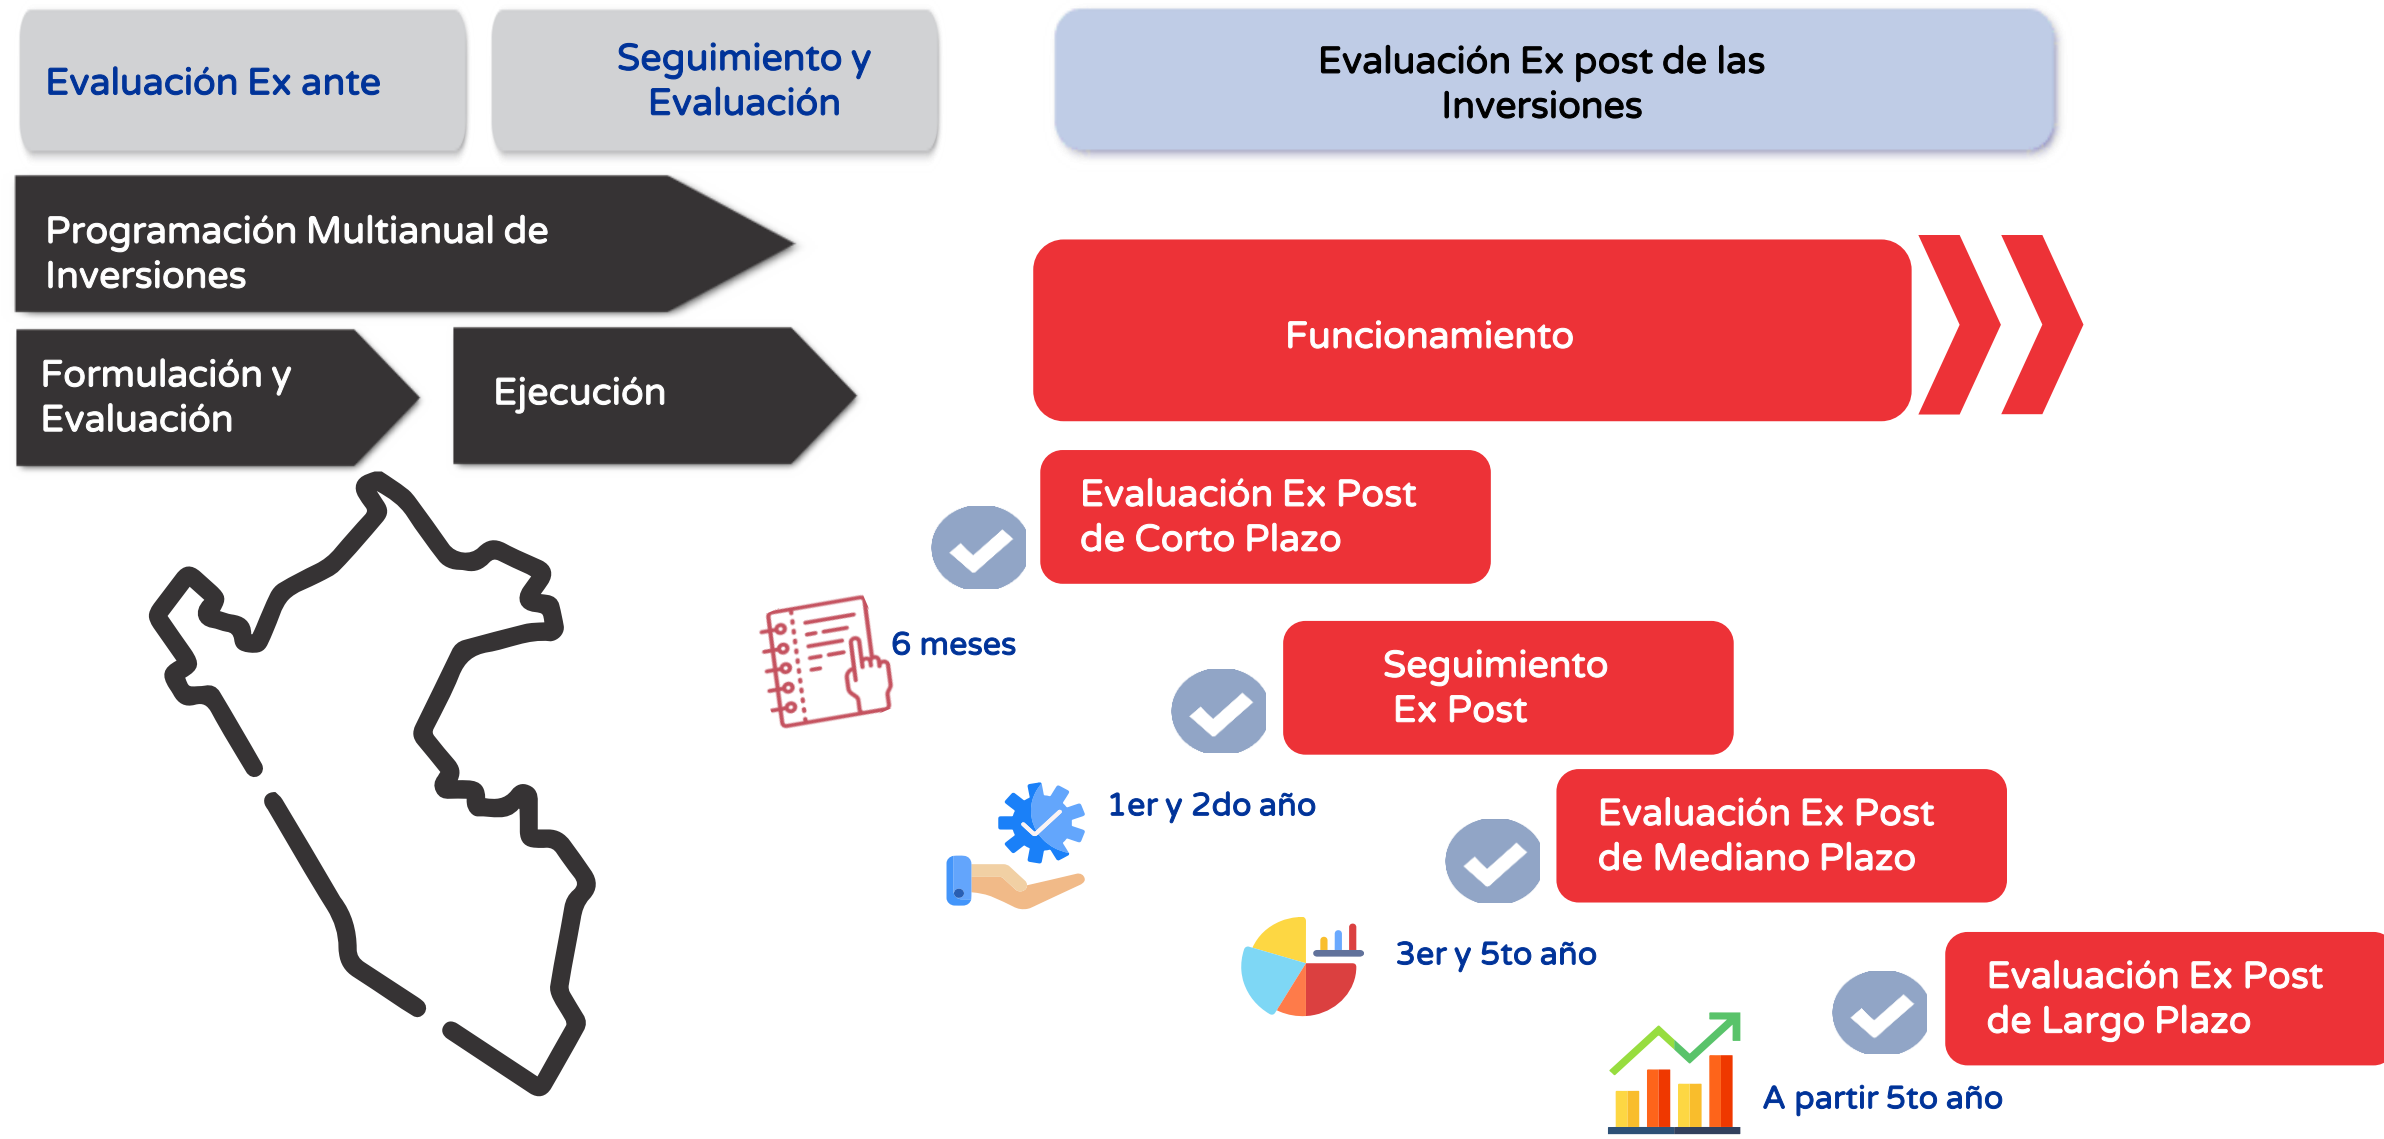 Evaluación Ex ante
Seguimiento y
Evaluación
Evaluación Ex post de las
Inversiones
Programación Multianual de
Inversiones
Formulación y
Evaluación
Ejecución
Funcionamiento
Evaluación Ex Post
de Corto Plazo
6 meses
Seguimiento
Ex Post
1er y 2do año
Evaluación Ex Post
de Mediano Plazo
3er y 5to año
Evaluación Ex Post
de Largo Plazo
A partir 5to año